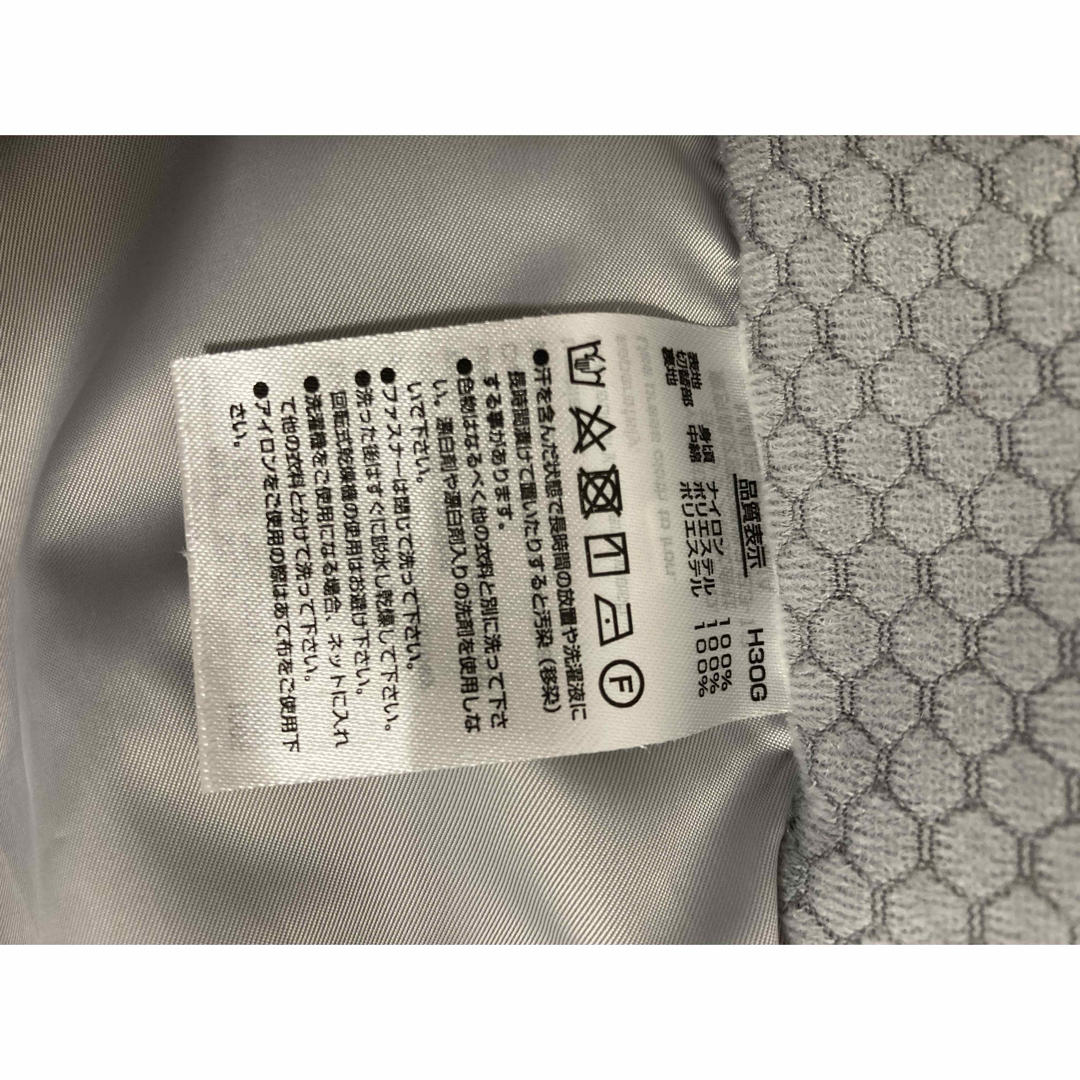 品質表示 H30G
表地 身頃 ナイロン 100%
切替部 中綿 ポリエステル 100%
裏地 ポリエステル 100%
F
●汗を含んだ状態で長時間の放置や洗濯液に
長時間漬けて置いたりすると汚染（移染）
する事があります。
●色物はなるべく他の衣料と別に洗って下さ
い。漂白剤や漂白剤入りの洗剤を使用しな
いで下さい。
●ファスナーは閉じて洗って下さい。
●洗った後はすぐに脱水し乾燥して下さい。
回転式乾燥機の使用はお避け下さい。
●洗濯機をご使用になる場合、ネットに入れ
て他の衣料と分けて洗って下さい。
●アイロンをご使用の際はあて布をご使用下
さい。